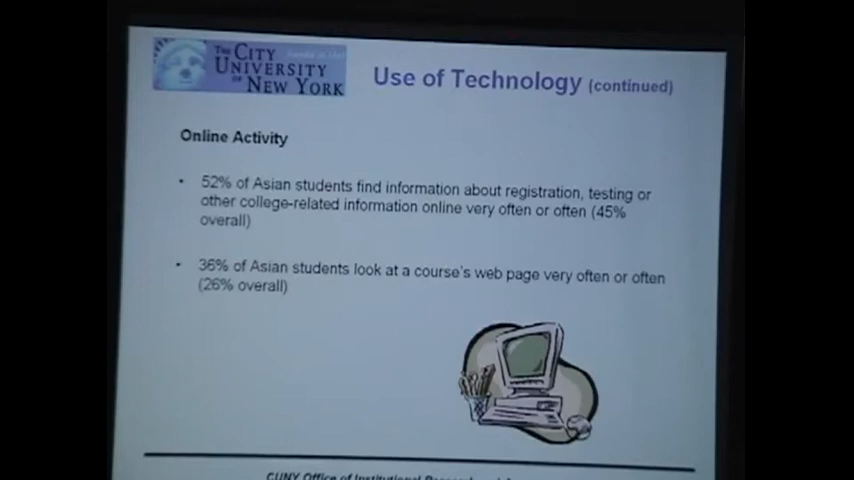 THE CITY
UNIVERSITY
OF
NEW YORK
Use of Technology (continued)
Online Activity
• 52% of Asian students find information about registration, testing or
other college-related information online very often or often (45%
overall)
• 36% of Asian students look at a course's web page very often or often
(26% overall)
CUNY Office of Institutional